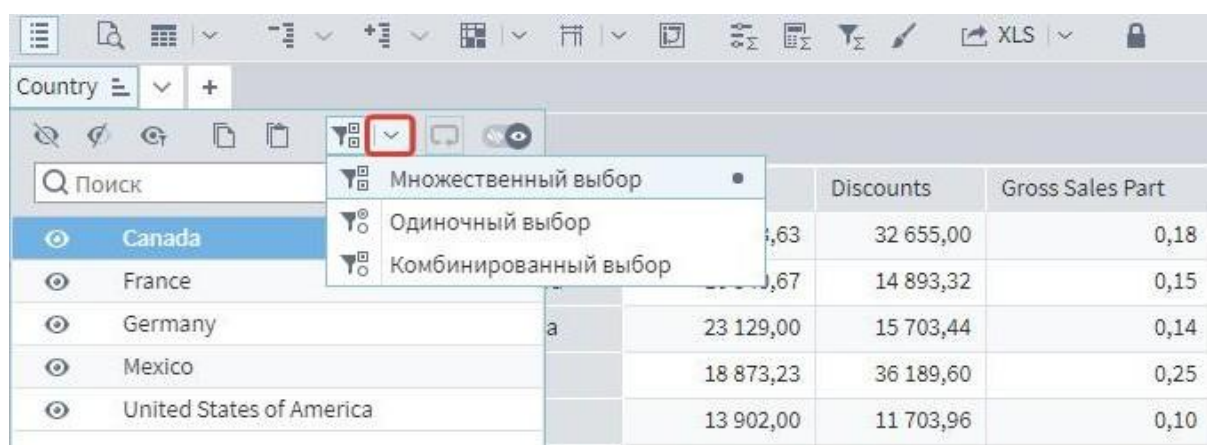 XLS
Country
Поиск
Множественный выбор
Одиночный выбор
Комбинированный выбор
Discounts Gross Sales Part
Canada ,63 32 655,00 0,18
France ,67 14 893,32 0,15
Germany a 23 129,00 15 703,44 0,14
Mexico 18 873,23 36 189,60 0,25
United States of America 13 902,00 11 703,96 0,10